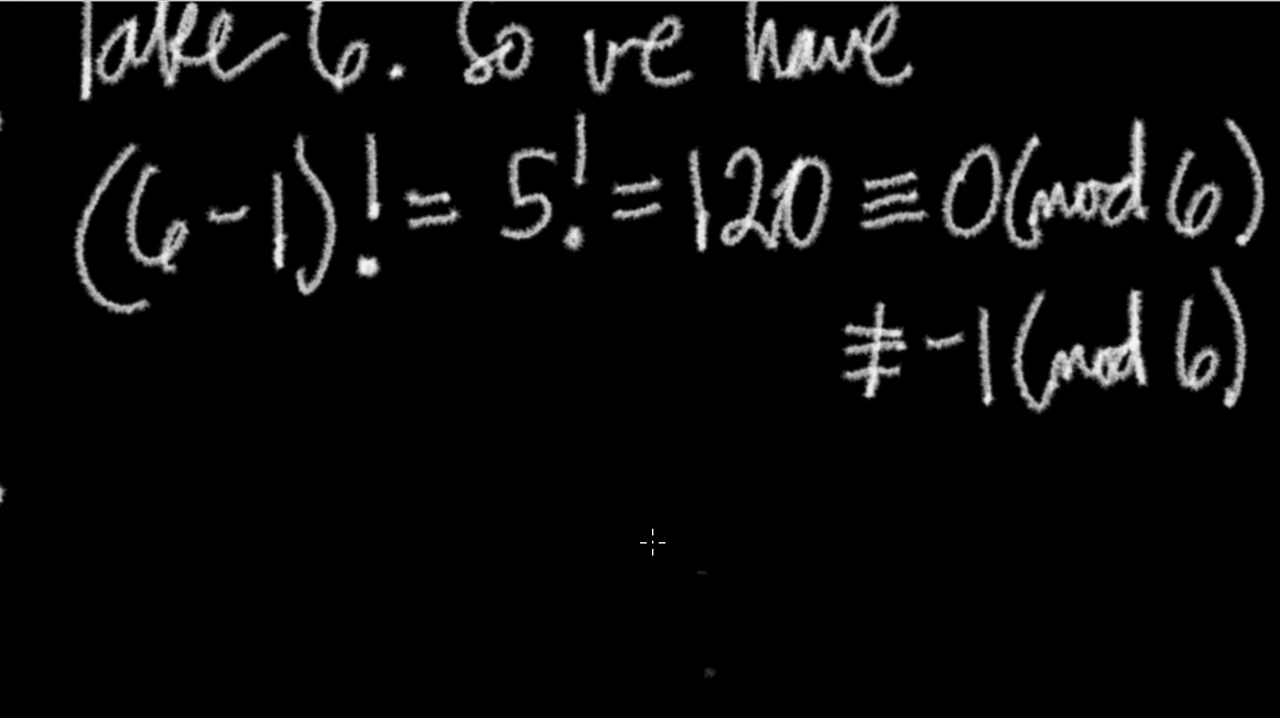 Take 6. So we have
(6-1)! = 5! = 120 ≡ 0(mod 6)
≢ -1(mod 6)